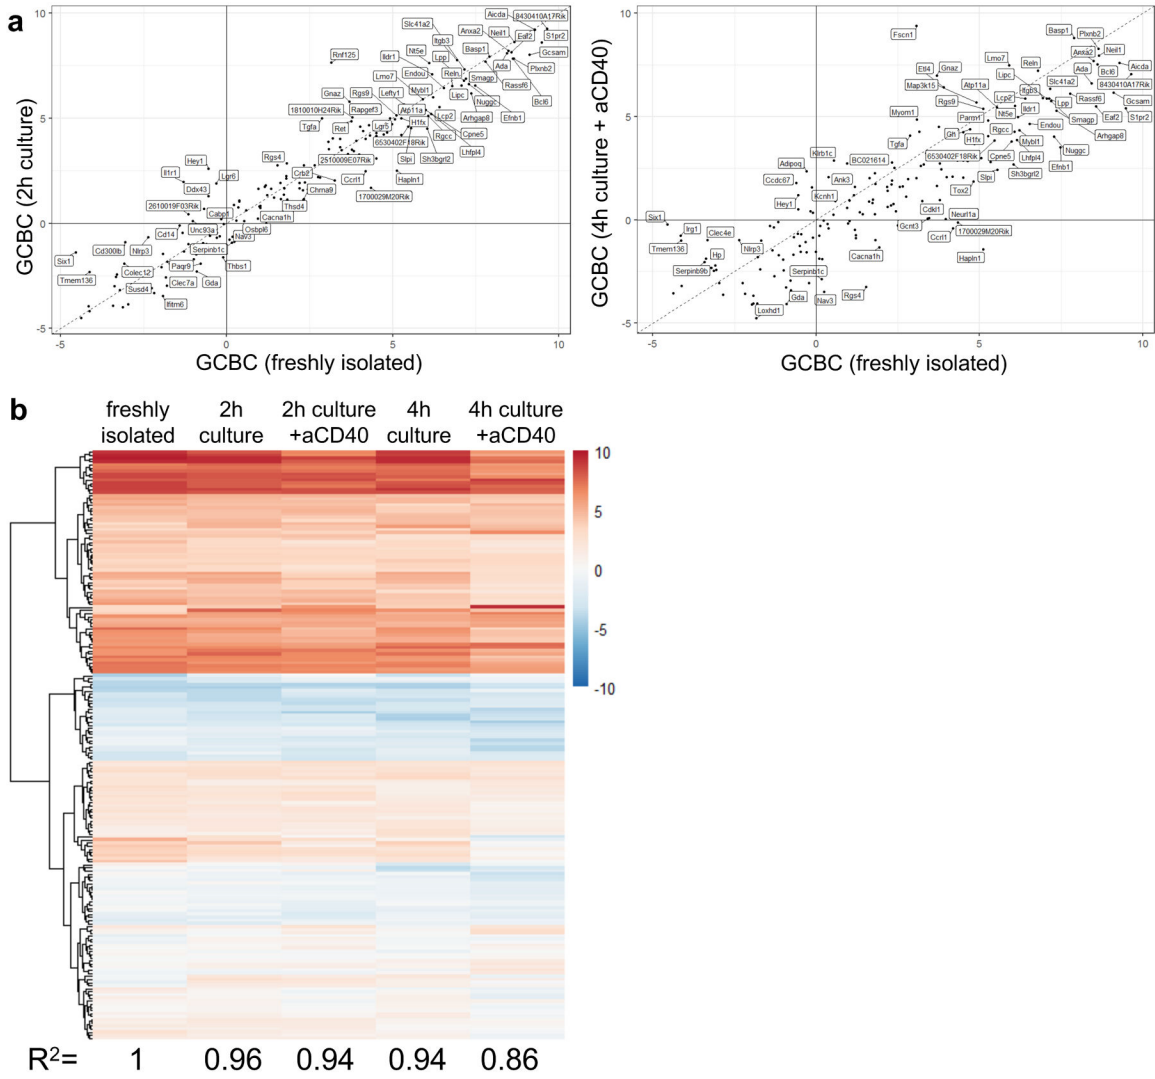 a
10
5
0
-5
-5
0
5
10
GCBC (2h culture)
GCBC (freshly isolated)
Aicda
8430410A17Rik
Slc41a2
Anxa2
Neil1
Itgb3
Eaf2
S1pr2
Rnf125
Nt5e
Basp1
Ildr1
Lpp
Gcsam
Ada
Plxnb2
Endou
Reln
Lmo7
Smagp
Rassf6
Gnaz
Rgs9
Lefty1
Mybl1
Lipc
Nuggc
Bcl6
1810010H24Rik
Rapgef3
Atp11a
Lcp2
Arhgap8
Efnb1
Tgfa
Ret
Lgr5
H1fx
Rgcc
Cpne5
6530402F18Rik
Lhfpl4
Hey1
Rgs4
2510009E07Rik
Slpi
Sh3bgrl2
Il1r1
Lgr6
Crb2
Ccrl1
Hapln1
Ddx43
Chrna9
1700029M20Rik
2610019F03Rik
Cabp1
Thsd4
Cacna1h
Cd14
Unc93a
Osbpl6
Nav3
Cd300lb
Nlrp3
Serpinb1c
Six1
Colec12
Paqr9
Thbs1
Tmem136
Susd4
Clec7a
Gda
Ifitm6
10
5
0
-5
-5
0
5
10
GCBC (4h culture + aCD40)
GCBC (freshly isolated)
Fscn1
Basp1
Plxnb2
Anxa2
Neil1
Lmo7
Reln
Ada
Bcl6
Aicda
Etl4
Gnaz
Lipc
Slc41a2
8430410A17Rik
Map3k15
Atp11a
Itgb3
Rassf6
Gcsam
Rgs9
Lcp2
Lpp
Ildr1
Eaf2
S1pr2
Myom1
Parm1
Nt5e
Smagp
Endou
Arhgap8
Tgfa
Gfi
H1fx
Rgcc
Mybl1
Nuggc
Klrb1c
BC021614
6530402F18Rik
Cpne5
Lhfpl4
Efnb1
Adipoq
Ccdc67
Ank3
Slpi
Sh3bgrl2
Tox2
Hey1
Kcnh1
Cdkl1
Neurl1a
Six1
Irg1
Clec4e
Gcnt3
1700029M20Rik
Ccrl1
Tmem136
Nlrp3
Cacna1h
Hapln1
Hp
Serpinb9b
Serpinb1c
Gda
Nav3
Rgs4
Loxhd1
b
freshly isolated
2h culture
2h culture +aCD40
4h culture
4h culture +aCD40
10
5
0
-5
-10
R²= 1 0.96 0.94 0.94 0.86